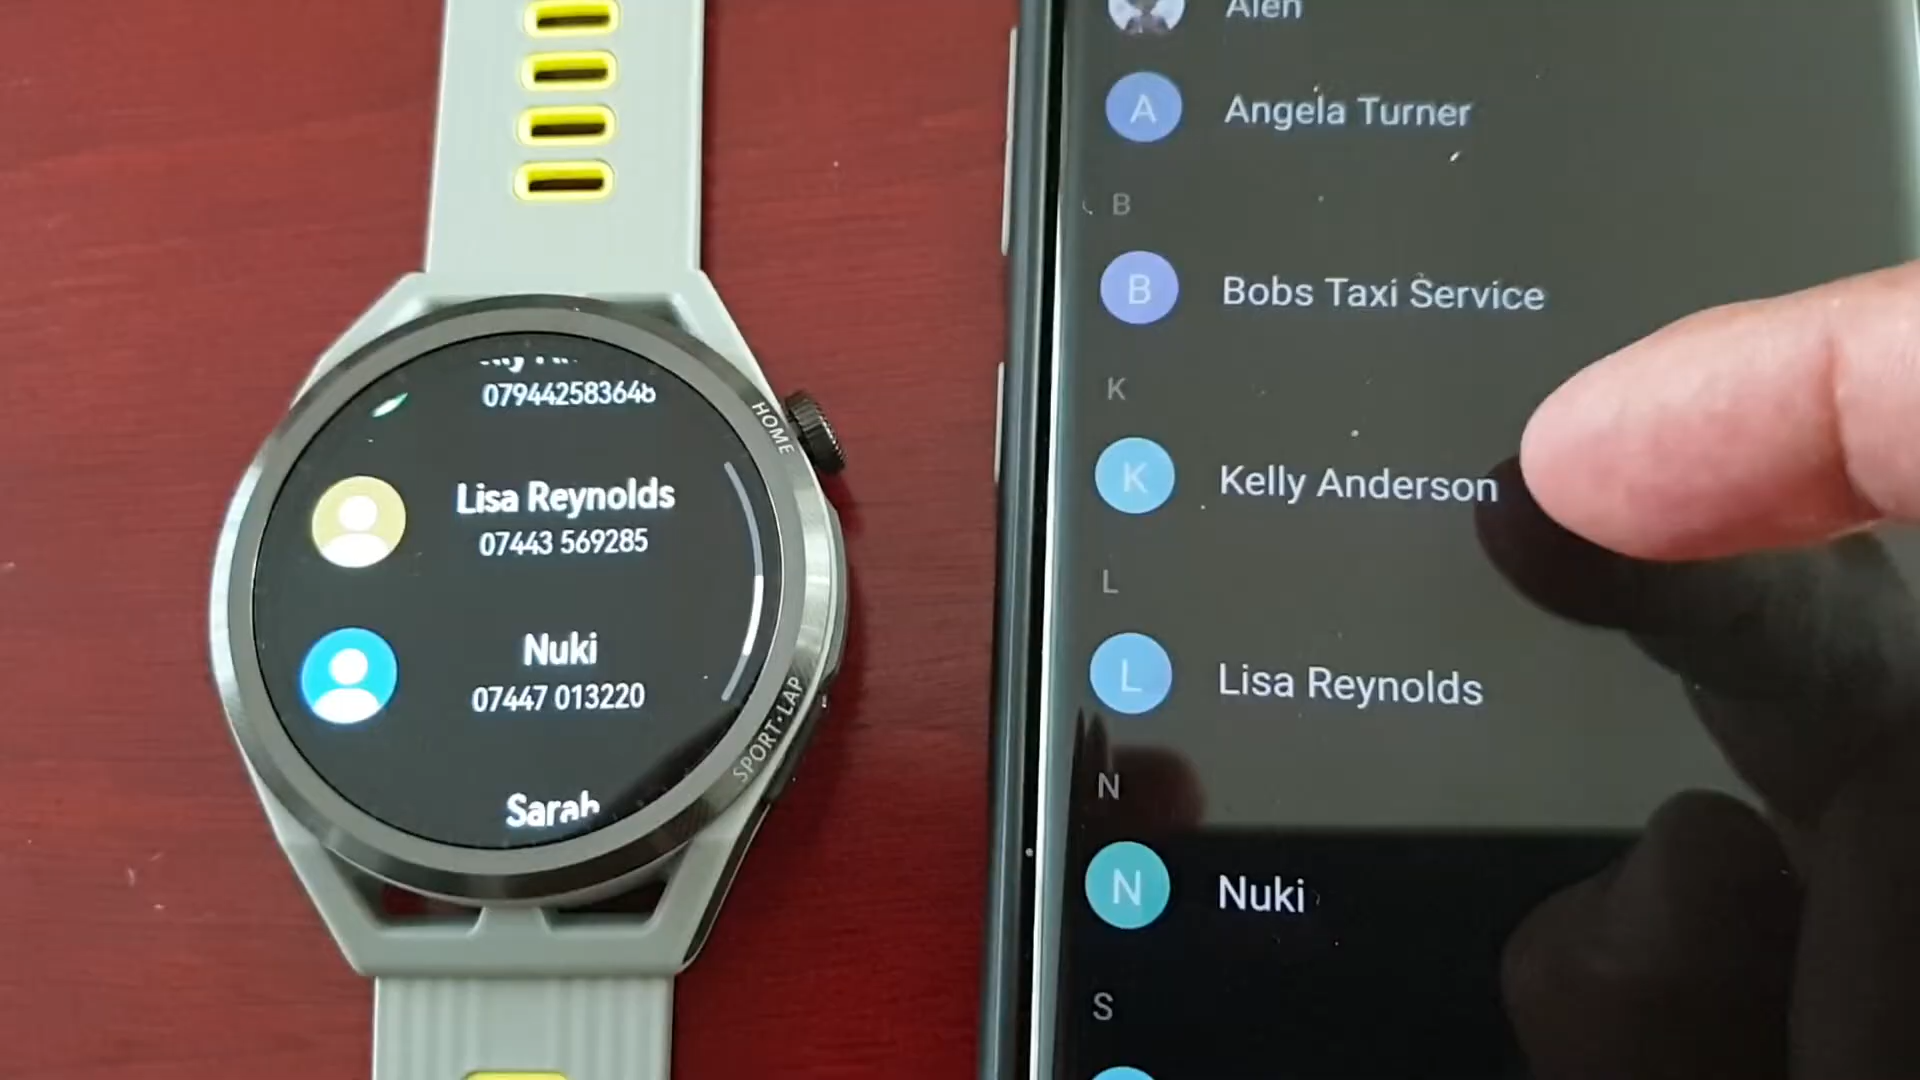 07944258364
Lisa Reynolds
07443 569285
Nuki
07447 013220
Sarah
HOME
SPORT·LAP
Alen
A
Angela Turner
B
B
Bobs Taxi Service
K
K
Kelly Anderson
L
L
Lisa Reynolds
N
N
Nuki
S